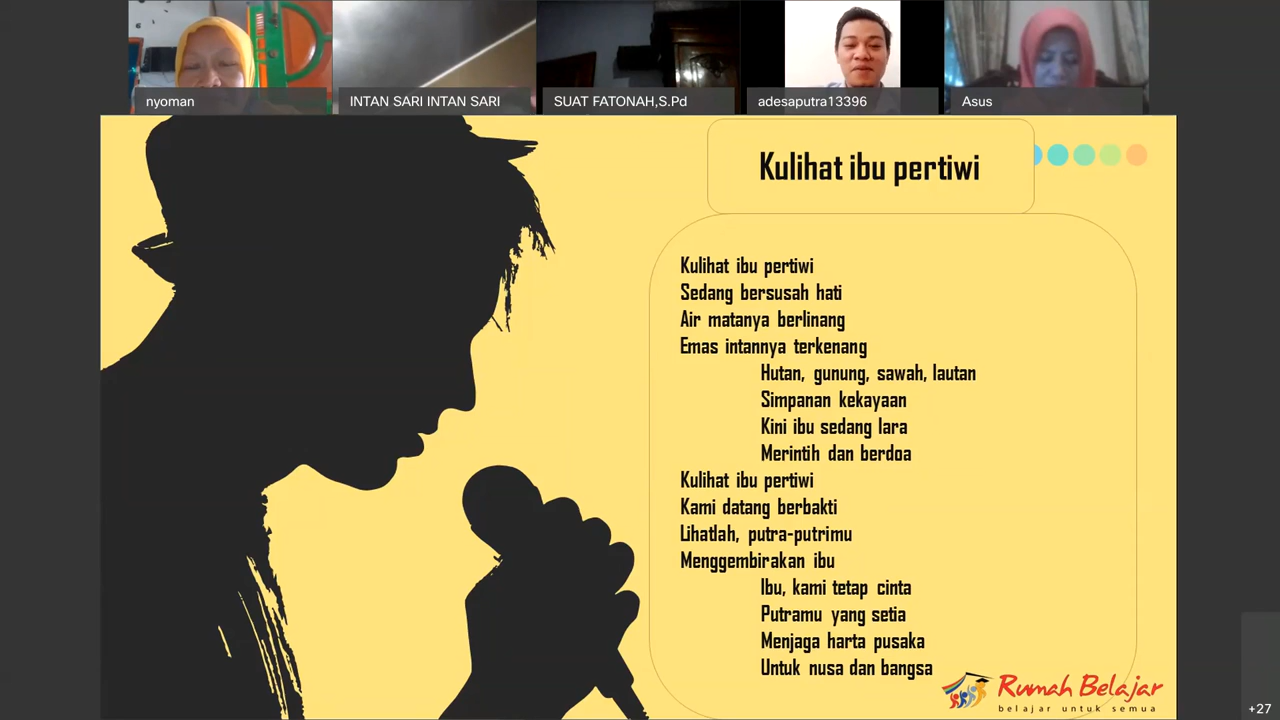 nyoman
INTAN SARI INTAN SARI
SUAT FATONAH,S.Pd
adesaputra13396
Asus
Kulihat ibu pertiwi
Kulihat ibu pertiwi
Sedang bersusah hati
Air matanya berlinang
Emas intannya terkenang
Hutan, gunung, sawah, lautan
Simpanan kekayaan
Kini ibu sedang lara
Merintih dan berdoa
Kulihat ibu pertiwi
Kami datang berbakti
Lihatlah, putra-putrimu
Menggembirakan ibu
Ibu, kami tetap cinta
Putramu yang setia
Menjaga harta pusaka
Untuk nusa dan bangsa
Rumah Belajar
belajar untuk semua
+27